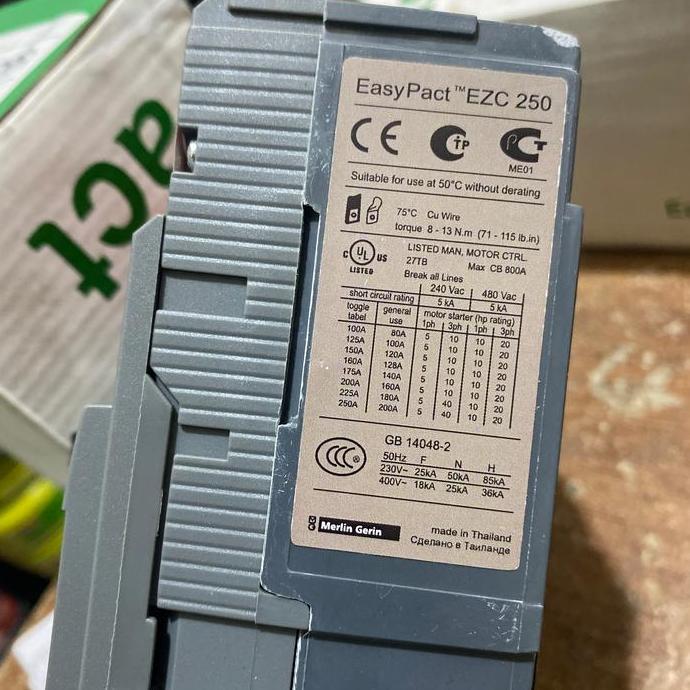 EasyPact™ EZC 250
ME01
Suitable for use at 50°C without derating
75°C Cu Wire
torque 8 - 13 N.m (71 - 115 lb.in)
C UL US LISTED
LISTED MAN, MOTOR CTRL.
27TB Max CB 800A
Break all Lines
240 Vac 480 Vac
short circuit rating 5 kA 5 kA
toggle label general use motor starter (hp rating)
1ph 3ph 1ph 3ph
100A 80A 5 10 10 20
125A 100A 5 10 10 20
150A 120A 5 10 10 20
160A 128A 5 10 10 20
175A 140A 5 10 10 20
200A 160A 5 10 10 20
225A 180A 5 40 10 20
250A 200A 5 40 10 20
GB 14048-2
50Hz F N H
230V~ 25kA 50kA 85kA
400V~ 18kA 25kA 36kA
Merlin Gerin
made in Thailand
Сделано в Таиланде
act